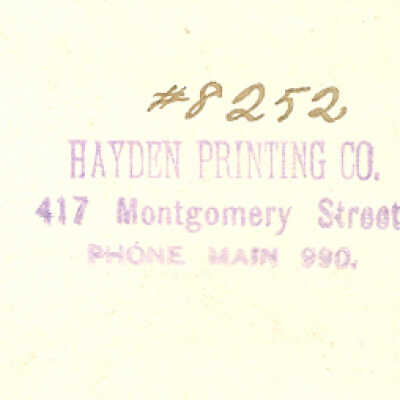 #8252
HAYDEN PRINTING CO.
417 Montgomery Street
PHONE MAIN 990.